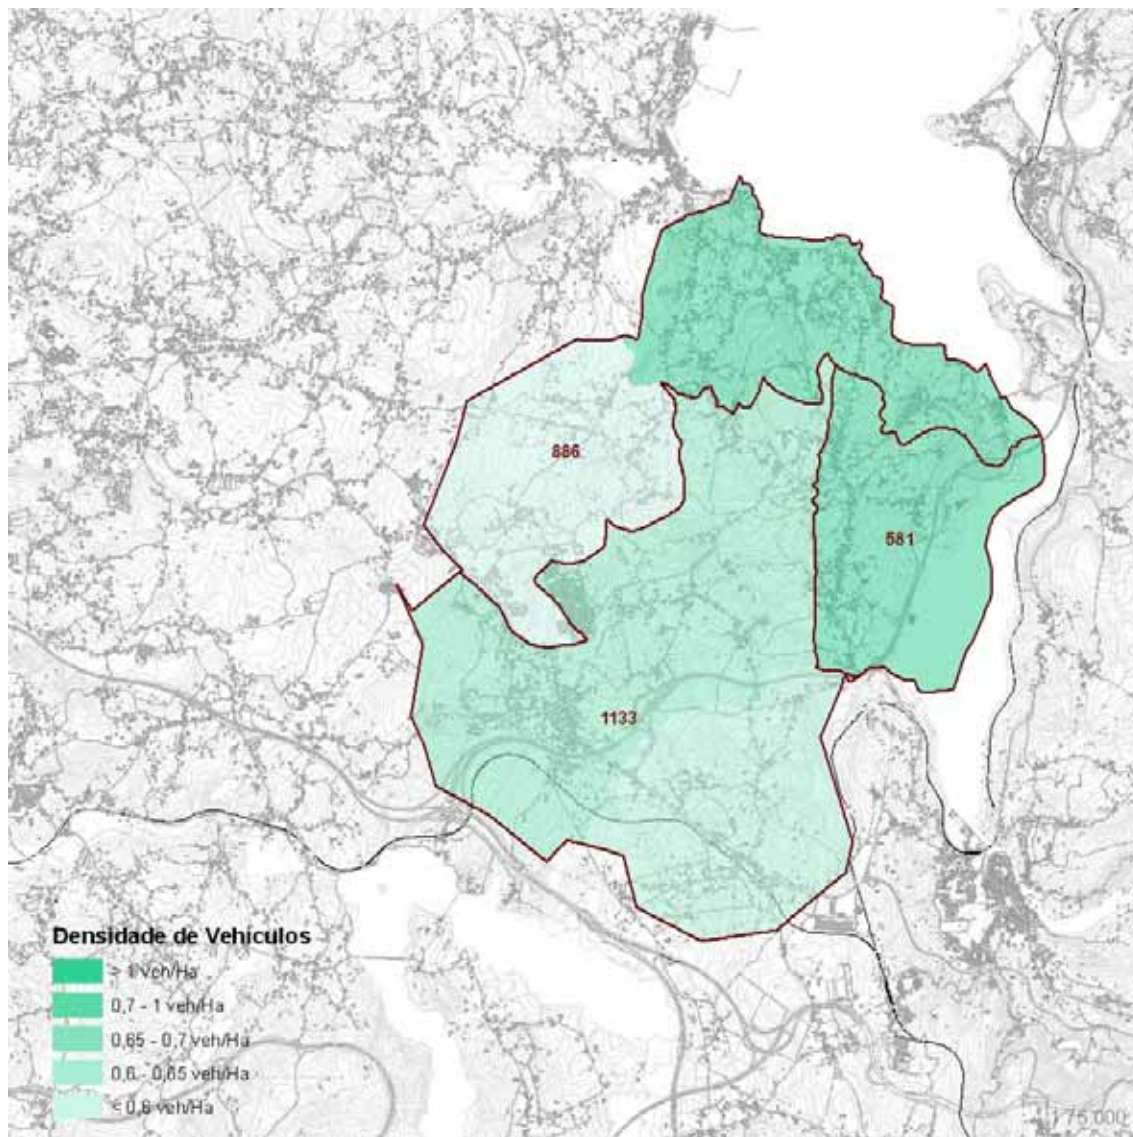 886
581
1133
Densidade de Vehículos
> 1 veh/Ha
0,7 - 1 veh/Ha
0,65 - 0,7 veh/Ha
0,6 - 0,65 veh/Ha
< 0,6 veh/Ha
1:75.000